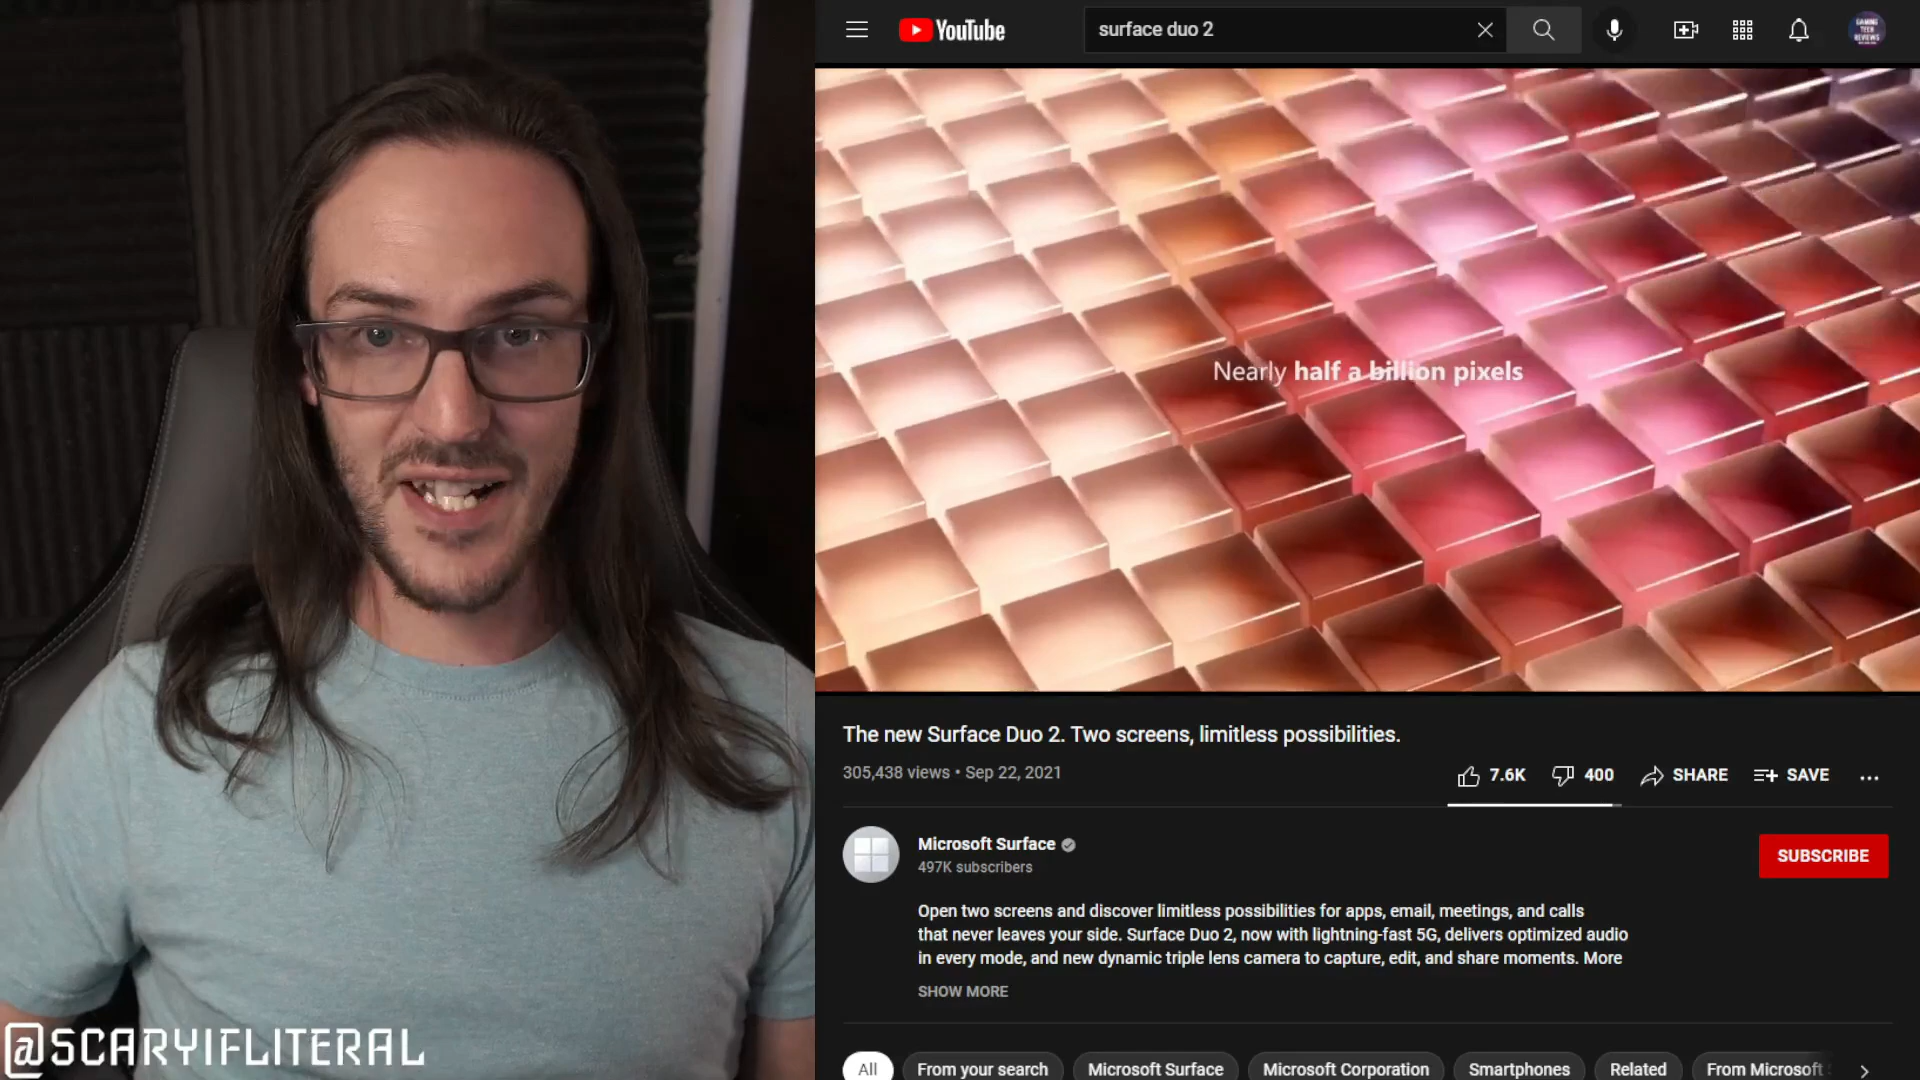 YouTube
surface duo 2
GAMING
TECH
REVIEWS
Nearly half a billion pixels
The new Surface Duo 2. Two screens, limitless possibilities.
305,438 views • Sep 22, 2021
7.6K
400
SHARE
SAVE
Microsoft Surface
497K subscribers
SUBSCRIBE
Open two screens and discover limitless possibilities for apps, email, meetings, and calls
that never leaves your side. Surface Duo 2, now with lightning-fast 5G, delivers optimized audio
in every mode, and new dynamic triple lens camera to capture, edit, and share moments. More
SHOW MORE
@SCARYIFLITERAL
All
From your search
Microsoft Surface
Microsoft Corporation
Smartphones
Related
From Microsoft